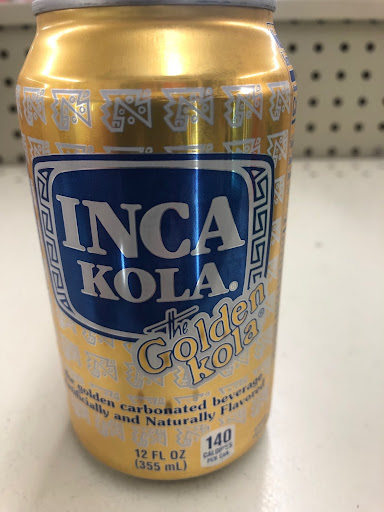 INCA
KOLA.
the
Golden
kola®
golden carbonated beverage
Artificially and Naturally Flavored
12 FL OZ
(355 mL)
140
CALORIES
PER CAN